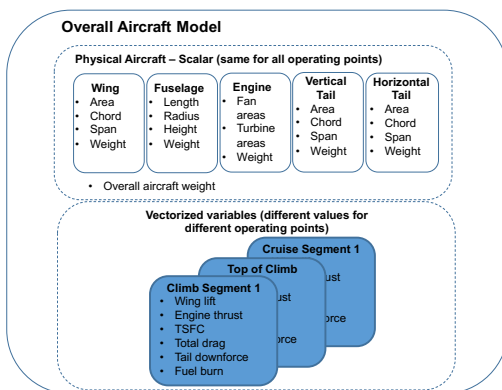 Overall Aircraft Model
Physical Aircraft – Scalar (same for all operating points)
Wing
• Area
• Chord
• Span
• Weight
Fuselage
• Length
• Radius
• Height
• Weight
Engine
• Fan
areas
• Turbine
areas
• Weight
Vertical
Tail
• Area
• Chord
• Span
• Weight
Horizontal
Tail
• Area
• Chord
• Span
• Weight
• Overall aircraft weight
Vectorized variables (different values for
different operating points)
Cruise Segment 1
Top of Climb
Climb Segment 1
• Wing lift
• Engine thrust
• TSFC
• Total drag
• Tail downforce
• Fuel burn